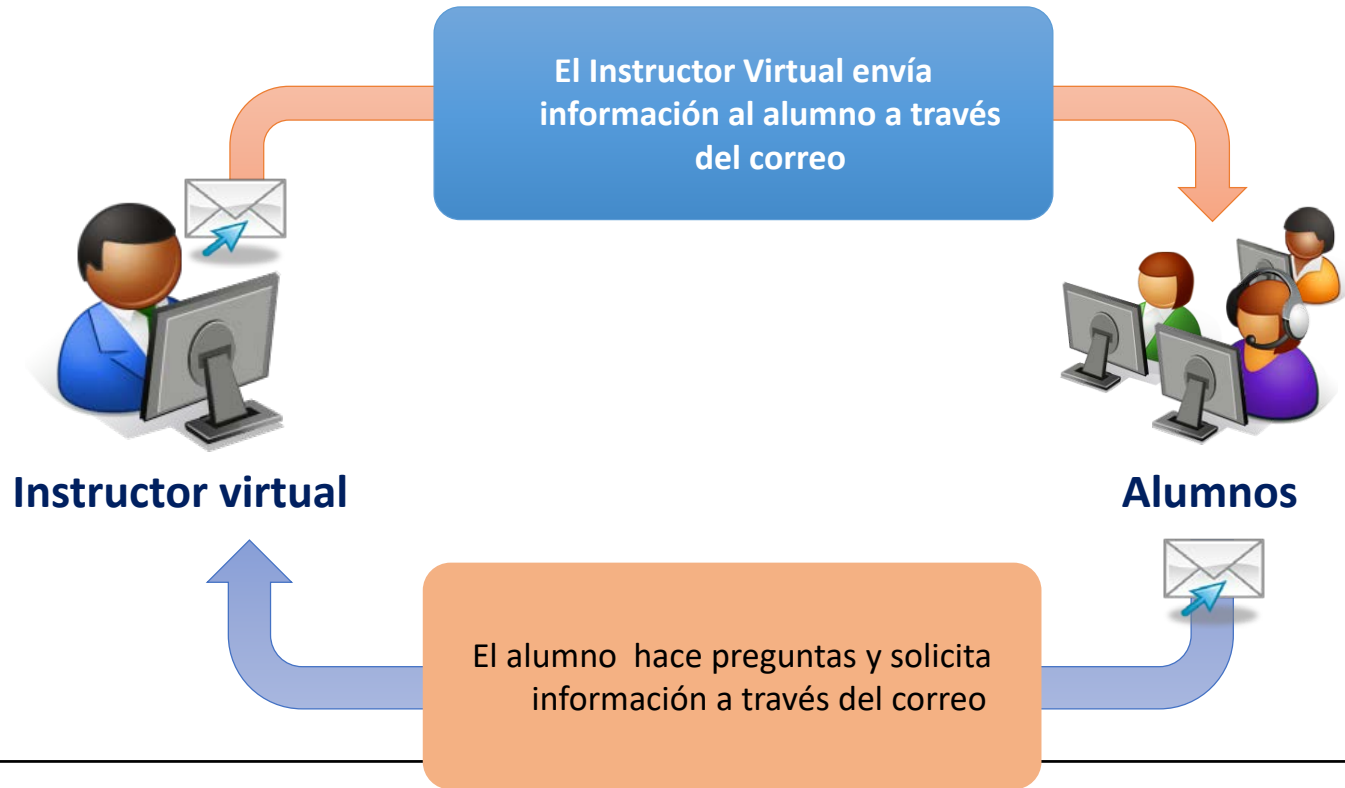 El Instructor Virtual envía
información al alumno a través
del correo
Instructor virtual
Alumnos
El alumno  hace preguntas y solicita
información a través del correo